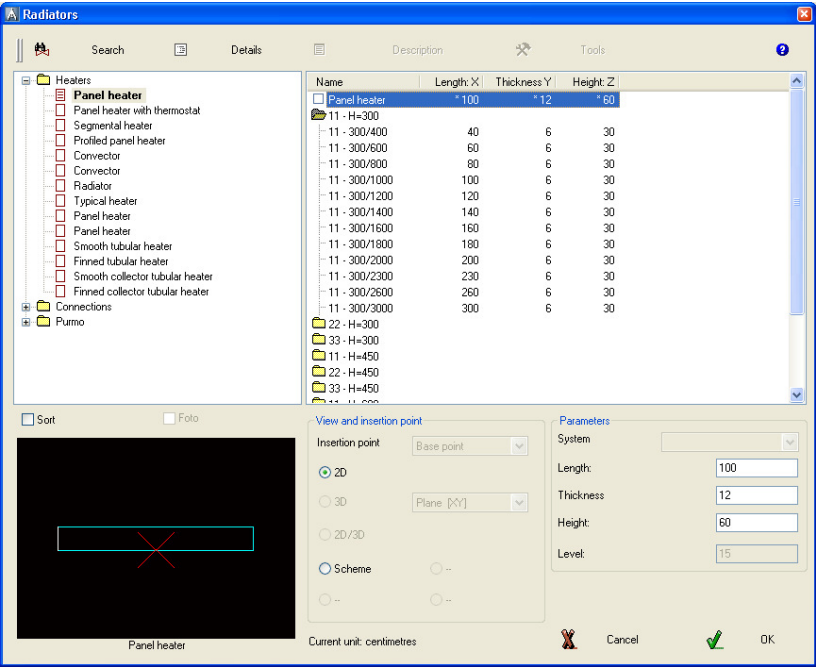 Radiators
Search Details Description Tools
Heaters
Panel heater
Panel heater with thermostat
Segmental heater
Profiled panel heater
Convector
Convector
Radiator
Typical heater
Panel heater
Panel heater
Smooth tubular heater
Finned tubular heater
Smooth collector tubular heater
Finned collector tubular heater
Connections
Purmo
Name Length: X Thickness Y Height: Z
Panel heater * 100 * 12 * 60
11 - H=300
11 - 300/400 40 6 30
11 - 300/600 60 6 30
11 - 300/800 80 6 30
11 - 300/1000 100 6 30
11 - 300/1200 120 6 30
11 - 300/1400 140 6 30
11 - 300/1600 160 6 30
11 - 300/1800 180 6 30
11 - 300/2000 200 6 30
11 - 300/2300 230 6 30
11 - 300/2600 260 6 30
11 - 300/3000 300 6 30
22 - H=300
33 - H=300
11 - H=450
22 - H=450
33 - H=450
11 - H=600
Sort Foto
Panel heater
View and insertion point
Insertion point Base point
2D
3D Plane [XY]
2D/3D
Scheme --
-- --
Current unit: centimetres
Parameters
System
Length: 100
Thickness 12
Height: 60
Level: 15
Cancel OK